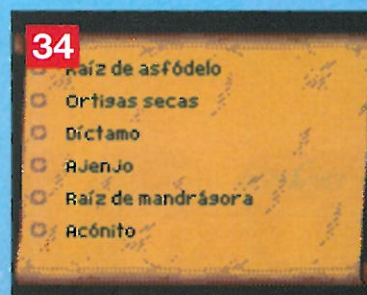 34
Raíz de asfódelo
Ortigas secas
Díctamo
Ajenjo
Raíz de mandrágora
Acónito